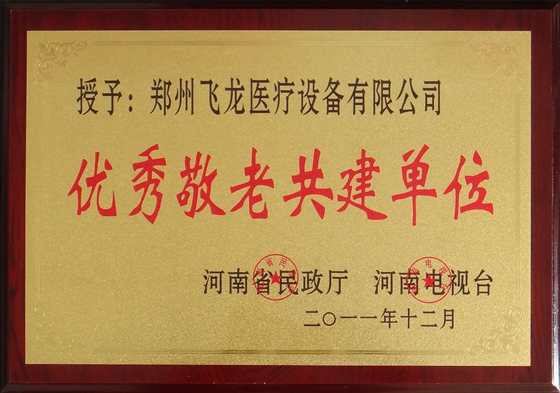 授予：郑州飞龙医疗设备有限公司
优秀敬老共建单位
河南省民政厅 河南电视台
二〇一一年十二月